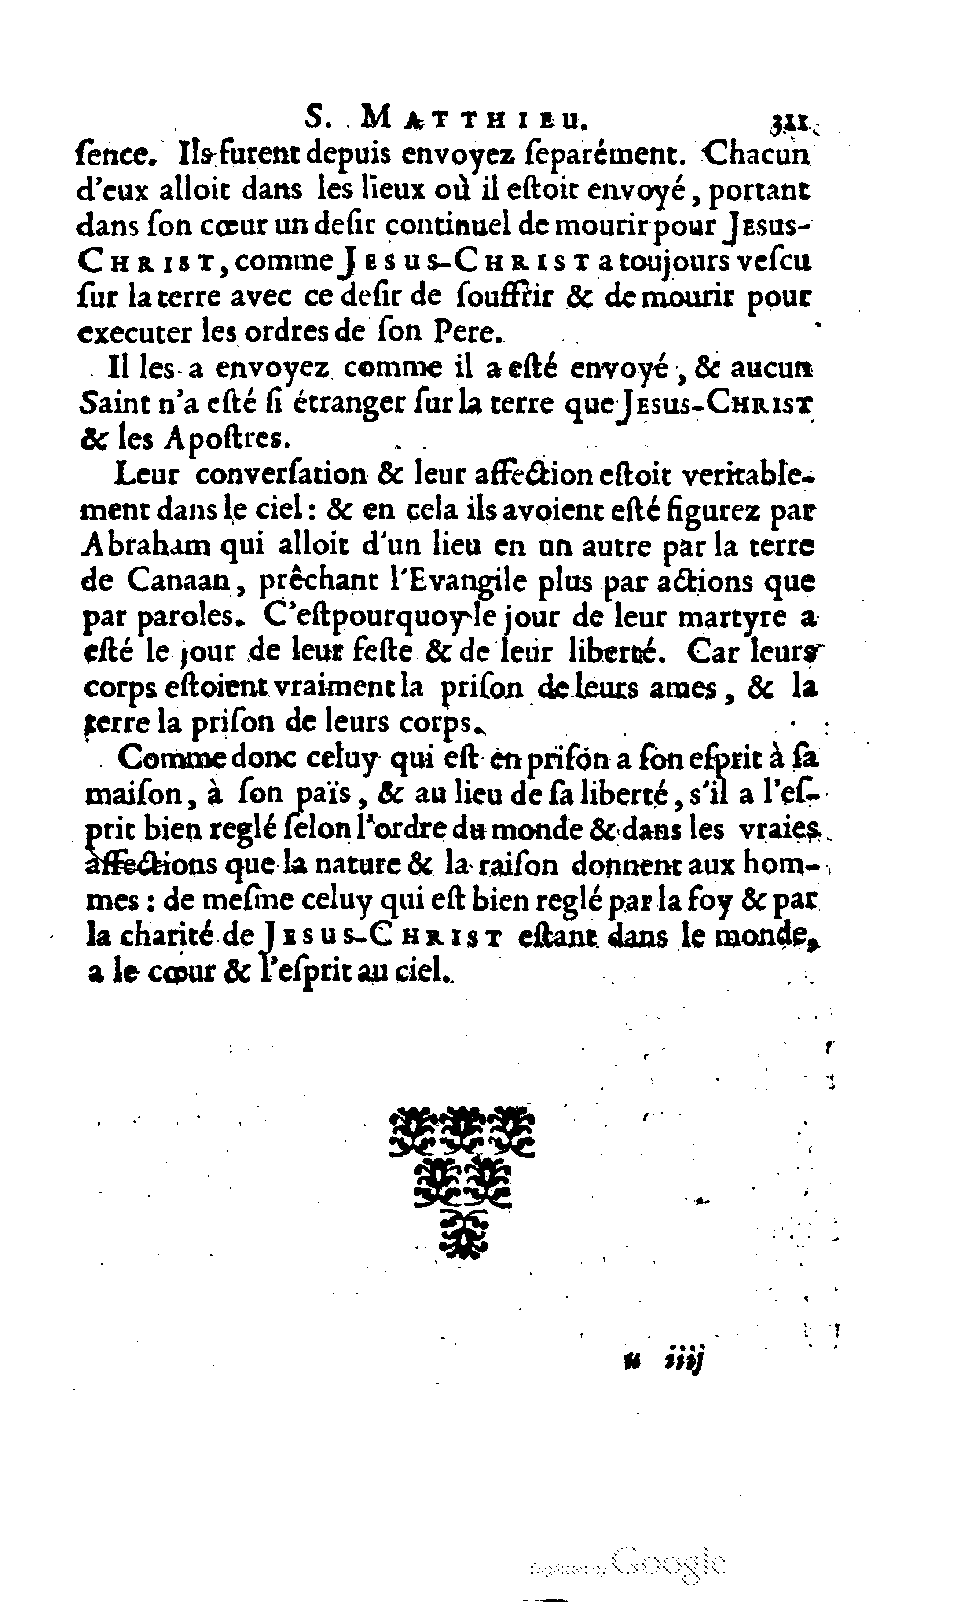 S. MATTHIEU. 311
ſence. Ils furent depuis envoyez ſeparément. Chacun
d'eux alloit dans les lieux où il eſtoit envoyé, portant
dans ſon cœur un deſir continuel de mourir pour JESUS-
CHRIST, comme JESUS-CHRIST a toujours veſcu
ſur la terre avec ce deſir de ſouffrir & de mourir pour
executer les ordres de ſon Pere.
Il les a envoyez comme il a eſté envoyé, & aucun
Saint n'a eſté ſi étranger ſur la terre que JESUS-CHRIST
& les Apoſtres.
Leur converſation & leur affection eſtoit veritable-
ment dans le ciel: & en cela ils avoient eſté figurez par
Abraham qui alloit d'un lieu en un autre par la terre
de Canaan, prêchant l'Evangile plus par actions que
par paroles. C'eſt pourquoy le jour de leur martyre a
eſté le jour de leur feſte & de leur liberté. Car leurs
corps eſtoient vraiment la priſon de leurs ames, & la
terre la priſon de leurs corps.
Comme donc celuy qui eſt en priſon a ſon eſprit à ſa
maiſon, à ſon païs, & au lieu de ſa liberté, s'il a l'eſ-
prit bien reglé ſelon l'ordre du monde & dans les vraies
affections que la nature & la raiſon donnent aux hom-
mes: de meſme celuy qui eſt bien reglé par la foy & par
la charité de JESUS-CHRIST eſtant dans le monde,
a le cœur & l'eſprit au ciel.
u iiij
Digitized by Google